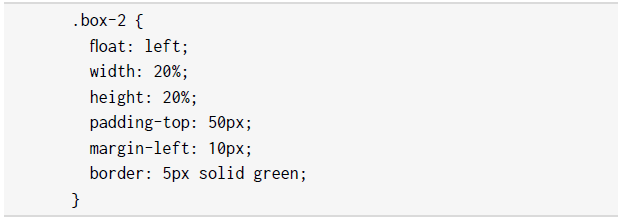 .box-2 {
float: left;
width: 20%;
height: 20%;
padding-top: 50px;
margin-left: 10px;
border: 5px solid green;
}